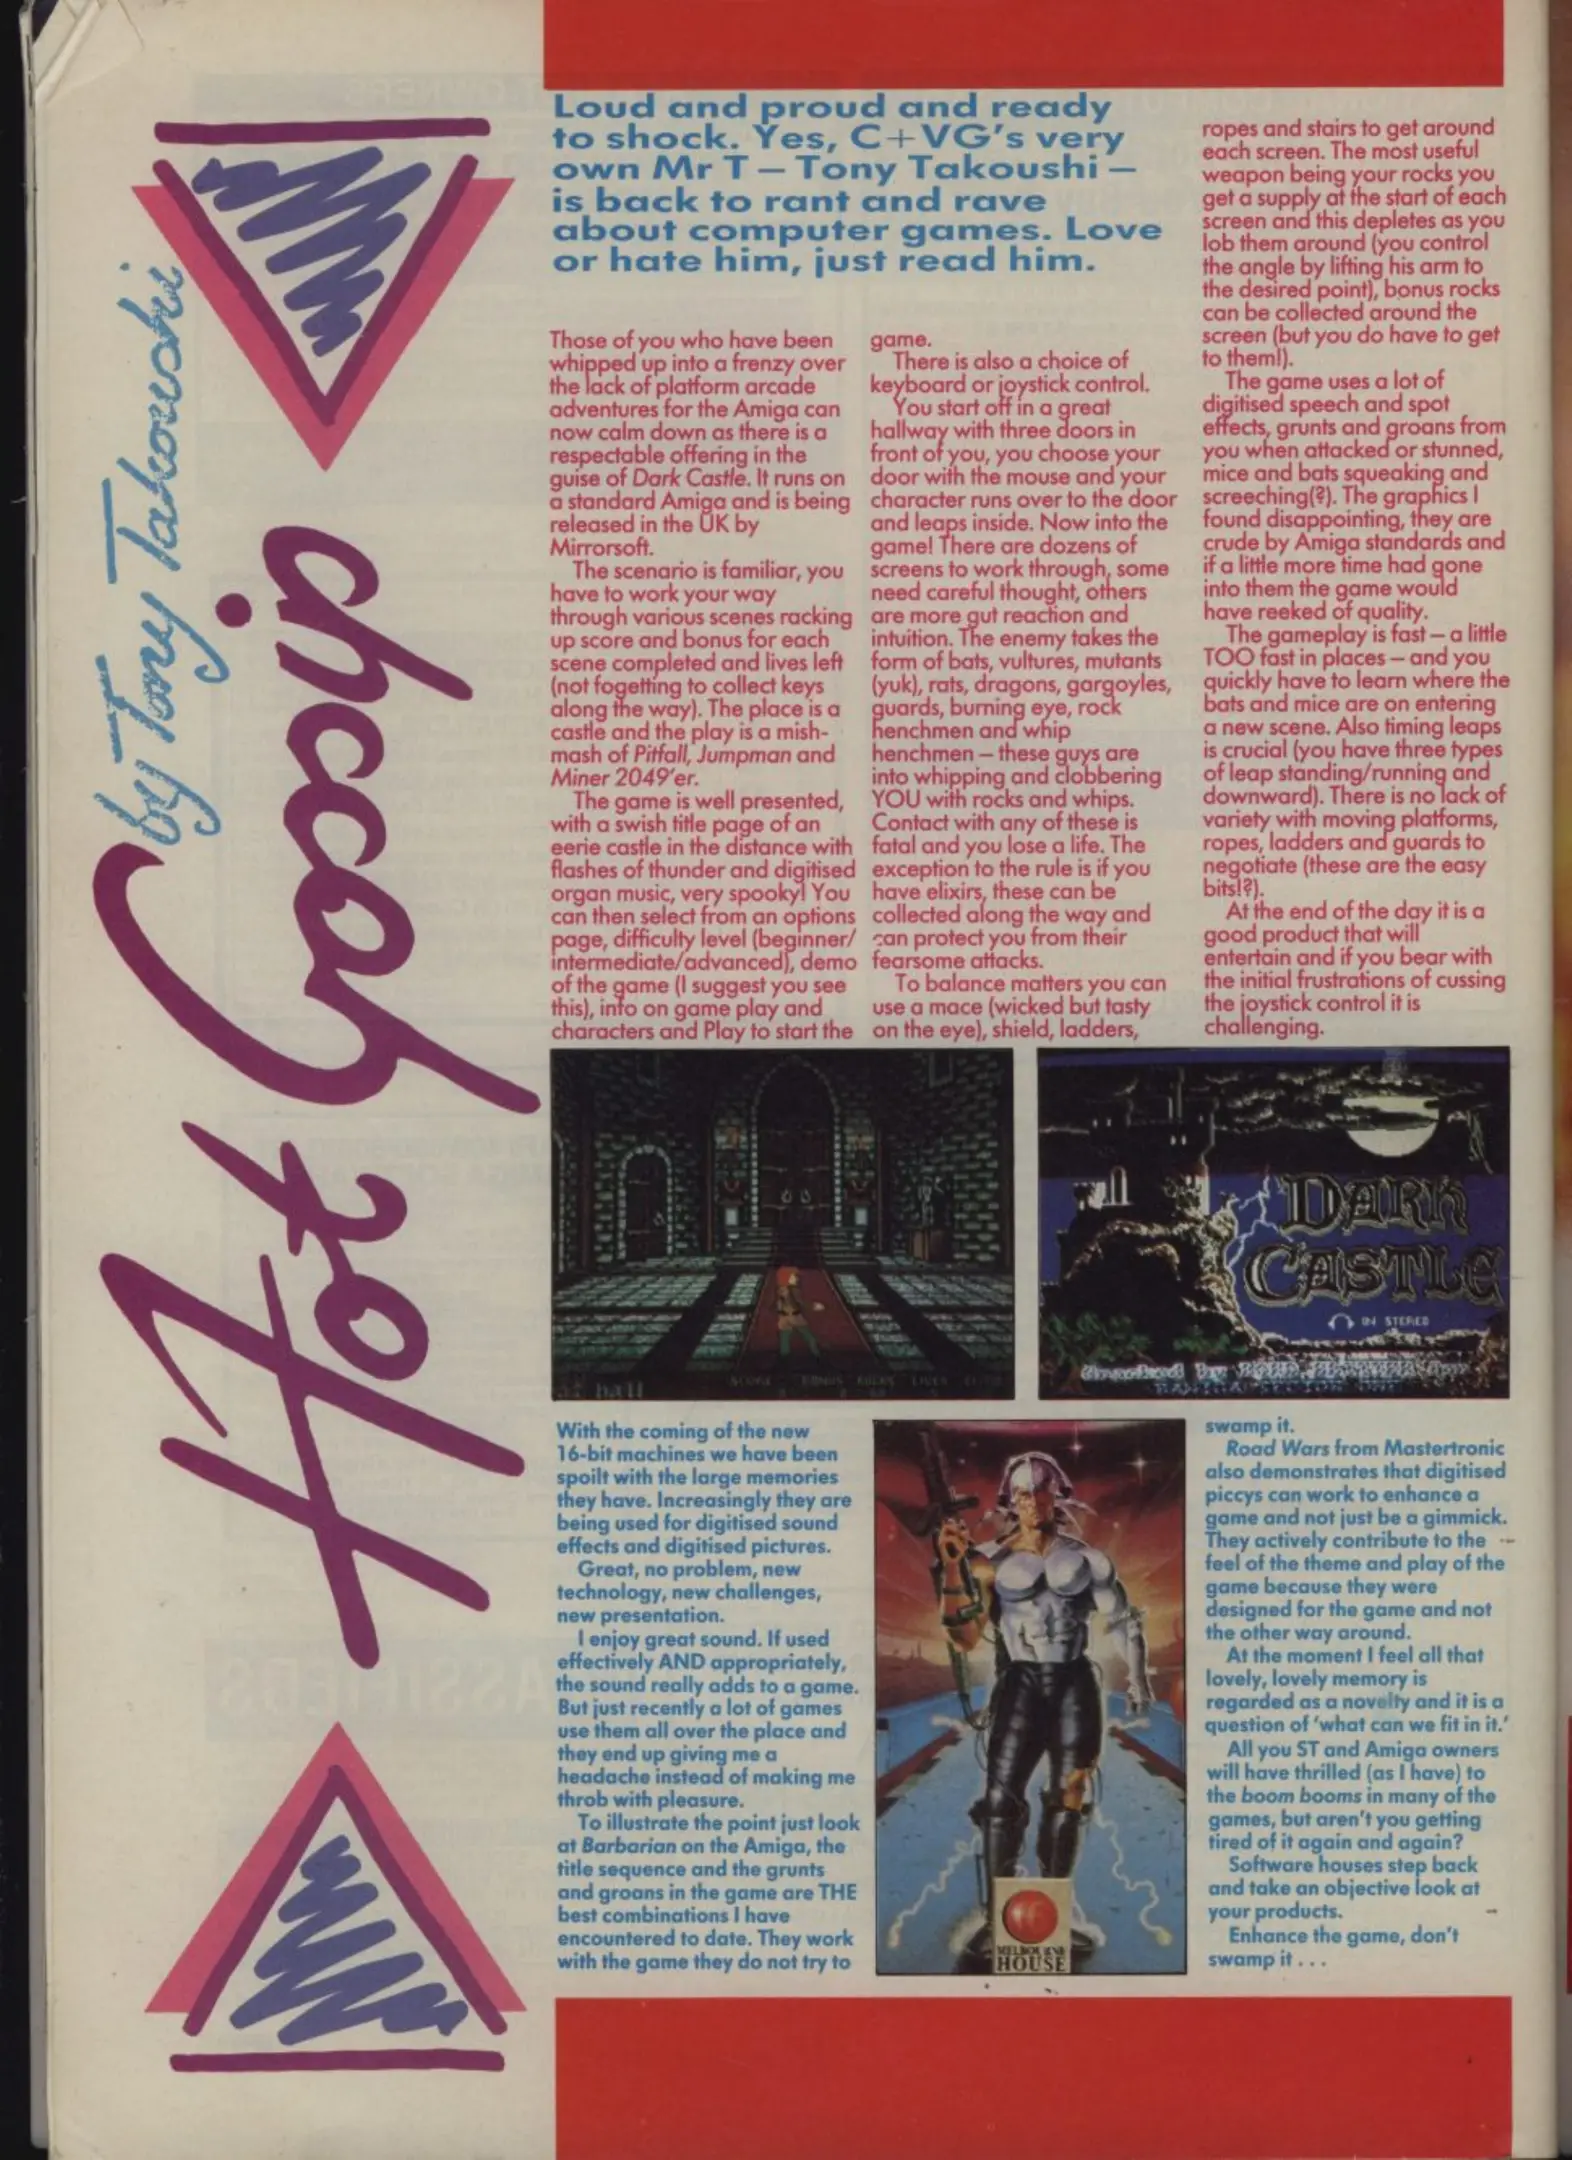 Hot Gossip
by Tony Takoushi
Loud and proud and ready
to shock. Yes, C+VG's very
own Mr T – Tony Takoushi –
is back to rant and rave
about computer games. Love
or hate him, just read him.
Those of you who have been
whipped up into a frenzy over
the lack of platform arcade
adventures for the Amiga can
now calm down as there is a
respectable offering in the
guise of Dark Castle. It runs on
a standard Amiga and is being
released in the UK by
Mirrorsoft.
The scenario is familiar, you
have to work your way
through various scenes racking
up score and bonus for each
scene completed and lives left
(not fogetting to collect keys
along the way). The place is a
castle and the play is a mish-
mash of Pitfall, Jumpman and
Miner 2049'er.
The game is well presented,
with a swish title page of an
eerie castle in the distance with
flashes of thunder and digitised
organ music, very spooky! You
can then select from an options
page, difficulty level (beginner/
intermediate/advanced), demo
of the game (I suggest you see
this), info on game play and
characters and Play to start the
game.
There is also a choice of
keyboard or joystick control.
You start off in a great
hallway with three doors in
front of you, you choose your
door with the mouse and your
character runs over to the door
and leaps inside. Now into the
game! There are dozens of
screens to work through, some
need careful thought, others
are more gut reaction and
intuition. The enemy takes the
form of bats, vultures, mutants
(yuk), rats, dragons, gargoyles,
guards, burning eye, rock
henchmen and whip
henchmen – these guys are
into whipping and clobbering
YOU with rocks and whips.
Contact with any of these is
fatal and you lose a life. The
exception to the rule is if you
have elixirs, these can be
collected along the way and
can protect you from their
fearsome attacks.
To balance matters you can
use a mace (wicked but tasty
on the eye), shield, ladders,
ropes and stairs to get around
each screen. The most useful
weapon being your rocks you
get a supply at the start of each
screen and this depletes as you
lob them around (you control
the angle by lifting his arm to
the desired point), bonus rocks
can be collected around the
screen (but you do have to get
to them!).
The game uses a lot of
digitised speech and spot
effects, grunts and groans from
you when attacked or stunned,
mice and bats squeaking and
screeching(?). The graphics I
found disappointing, they are
crude by Amiga standards and
if a little more time had gone
into them the game would
have reeked of quality.
The gameplay is fast – a little
TOO fast in places – and you
quickly have to learn where the
bats and mice are on entering
a new scene. Also timing leaps
is crucial (you have three types
of leap standing/running and
downward). There is no lack of
variety with moving platforms,
ropes, ladders and guards to
negotiate (these are the easy
bits!?).
At the end of the day it is a
good product that will
entertain and if you bear with
the initial frustrations of cussing
the joystick control it is
challenging.
SCORE BONUS ROCKS LIVES
DARK
CASTLE
IN STEREO
With the coming of the new
16-bit machines we have been
spoilt with the large memories
they have. Increasingly they are
being used for digitised sound
effects and digitised pictures.
Great, no problem, new
technology, new challenges,
new presentation.
I enjoy great sound. If used
effectively AND appropriately,
the sound really adds to a game.
But just recently a lot of games
use them all over the place and
they end up giving me a
headache instead of making me
throb with pleasure.
To illustrate the point just look
at Barbarian on the Amiga, the
title sequence and the grunts
and groans in the game are THE
best combinations I have
encountered to date. They work
with the game they do not try to
MELBOURNE
HOUSE
swamp it.
Road Wars from Mastertronic
also demonstrates that digitised
piccys can work to enhance a
game and not just be a gimmick.
They actively contribute to the
feel of the theme and play of the
game because they were
designed for the game and not
the other way around.
At the moment I feel all that
lovely, lovely memory is
regarded as a novelty and it is a
question of 'what can we fit in it.'
All you ST and Amiga owners
will have thrilled (as I have) to
the boom booms in many of the
games, but aren't you getting
tired of it again and again?
Software houses step back
and take an objective look at
your products.
Enhance the game, don't
swamp it . . .